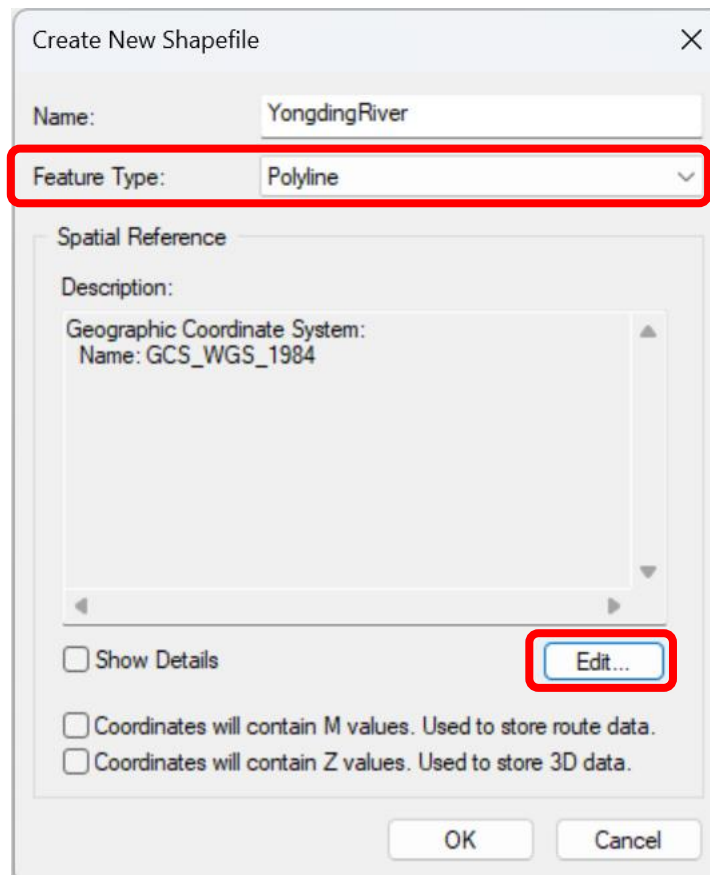 Create New Shapefile
Name: YongdingRiver
Feature Type: Polyline
Spatial Reference
Description:
Geographic Coordinate System:
Name: GCS_WGS_1984
Show Details
Edit...
Coordinates will contain M values. Used to store route data.
Coordinates will contain Z values. Used to store 3D data.
OK Cancel